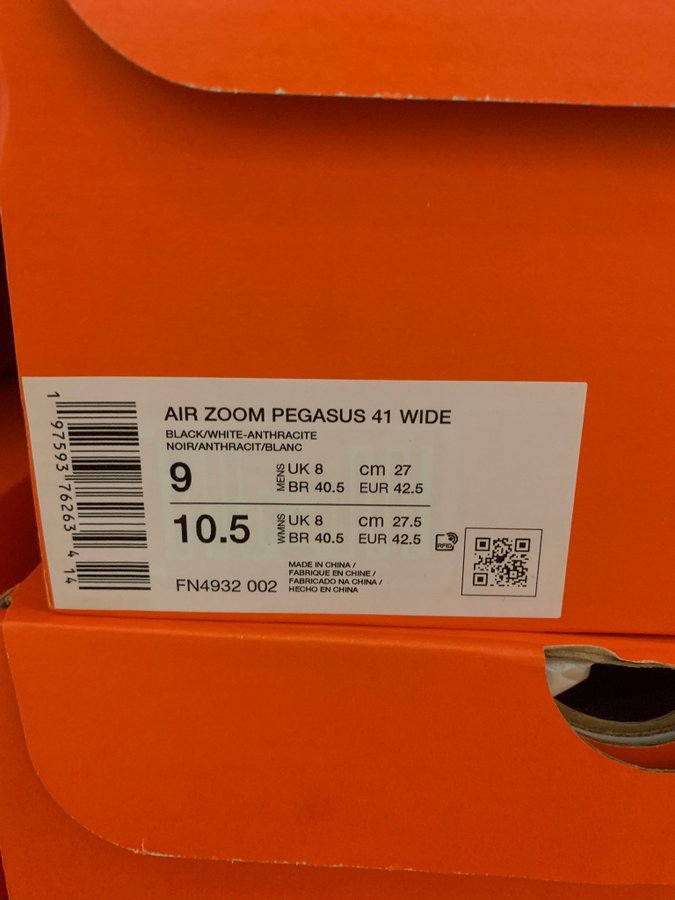 AIR ZOOM PEGASUS 41 WIDE
BLACK/WHITE-ANTHRACITE
NOIR/ANTHRACIT/BLANC
9 MENS UK 8 cm 27
BR 40.5 EUR 42.5
10.5 WMNS UK 8 cm 27.5
BR 40.5 EUR 42.5
RFID
FN4932 002
MADE IN CHINA /
FABRIQUE EN CHINE /
FABRICADO NA CHINA /
HECHO EN CHINA
1 97593 76263 4 14